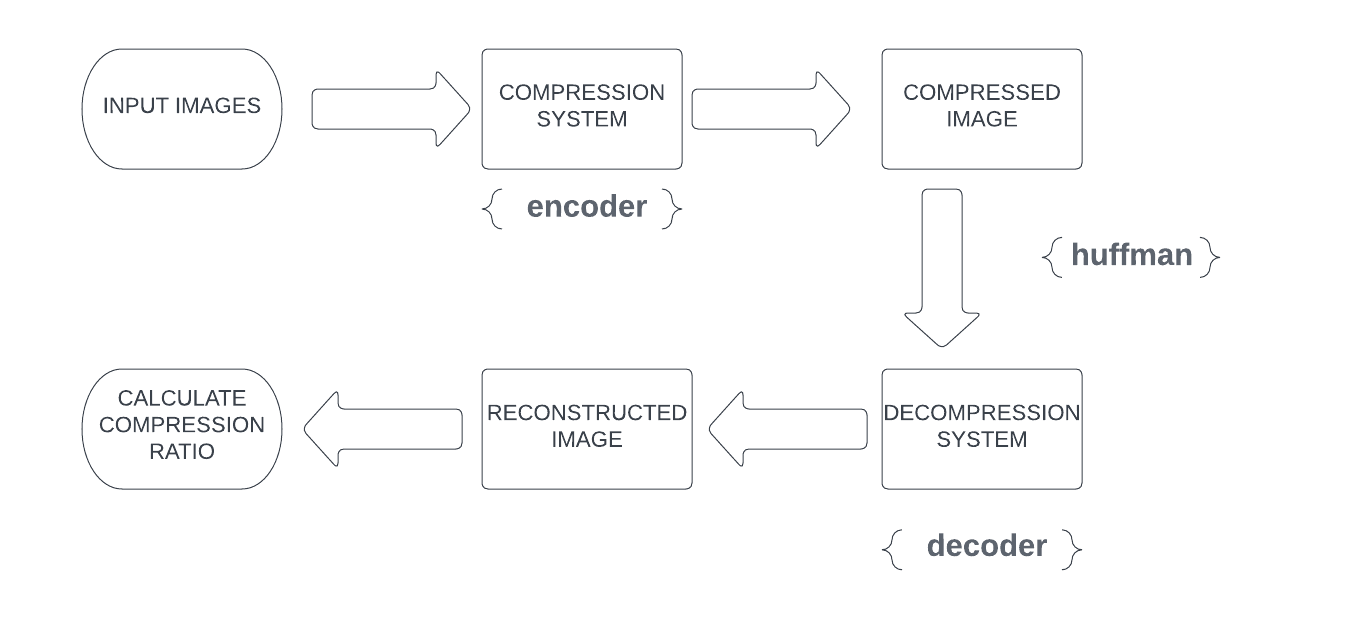 INPUT IMAGES
COMPRESSION
SYSTEM
COMPRESSED
IMAGE
{ encoder }
{ huffman }
CALCULATE
COMPRESSION
RATIO
RECONSTRUCTED
IMAGE
DECOMPRESSION
SYSTEM
{ decoder }